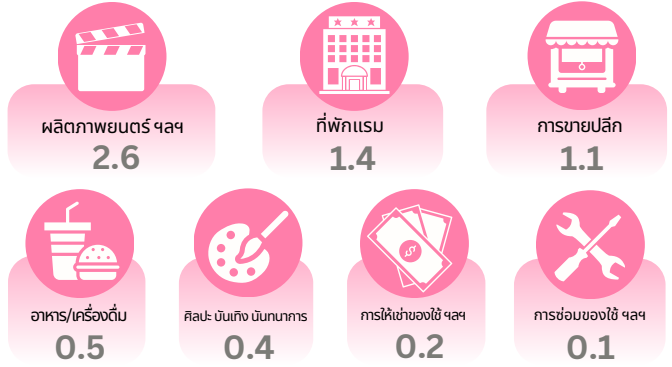 ผลิตภาพยนตร์ ฯลฯ
2.6
ที่พักแรม
1.4
การขายปลีก
1.1
อาหาร/เครื่องดื่ม
0.5
ศิลปะ บันเทิง นันทนาการ
0.4
การให้เช่าของใช้ ฯลฯ
0.2
การซ่อมของใช้ ฯลฯ
0.1